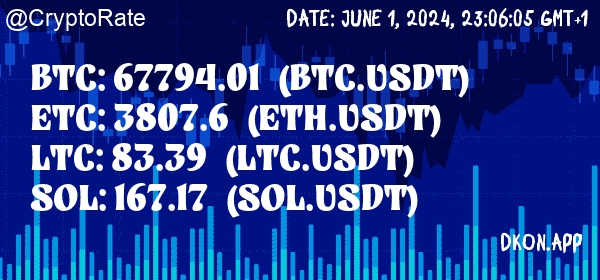 @CryptoRate
DATE: JUNE 1, 2024, 23:06:05 GMT+1
BTC: 67794.01 (BTC.USDT)
ETC: 3807.6 (ETH.USDT)
LTC: 83.39 (LTC.USDT)
SOL: 167.17 (SOL.USDT)
DKON.APP